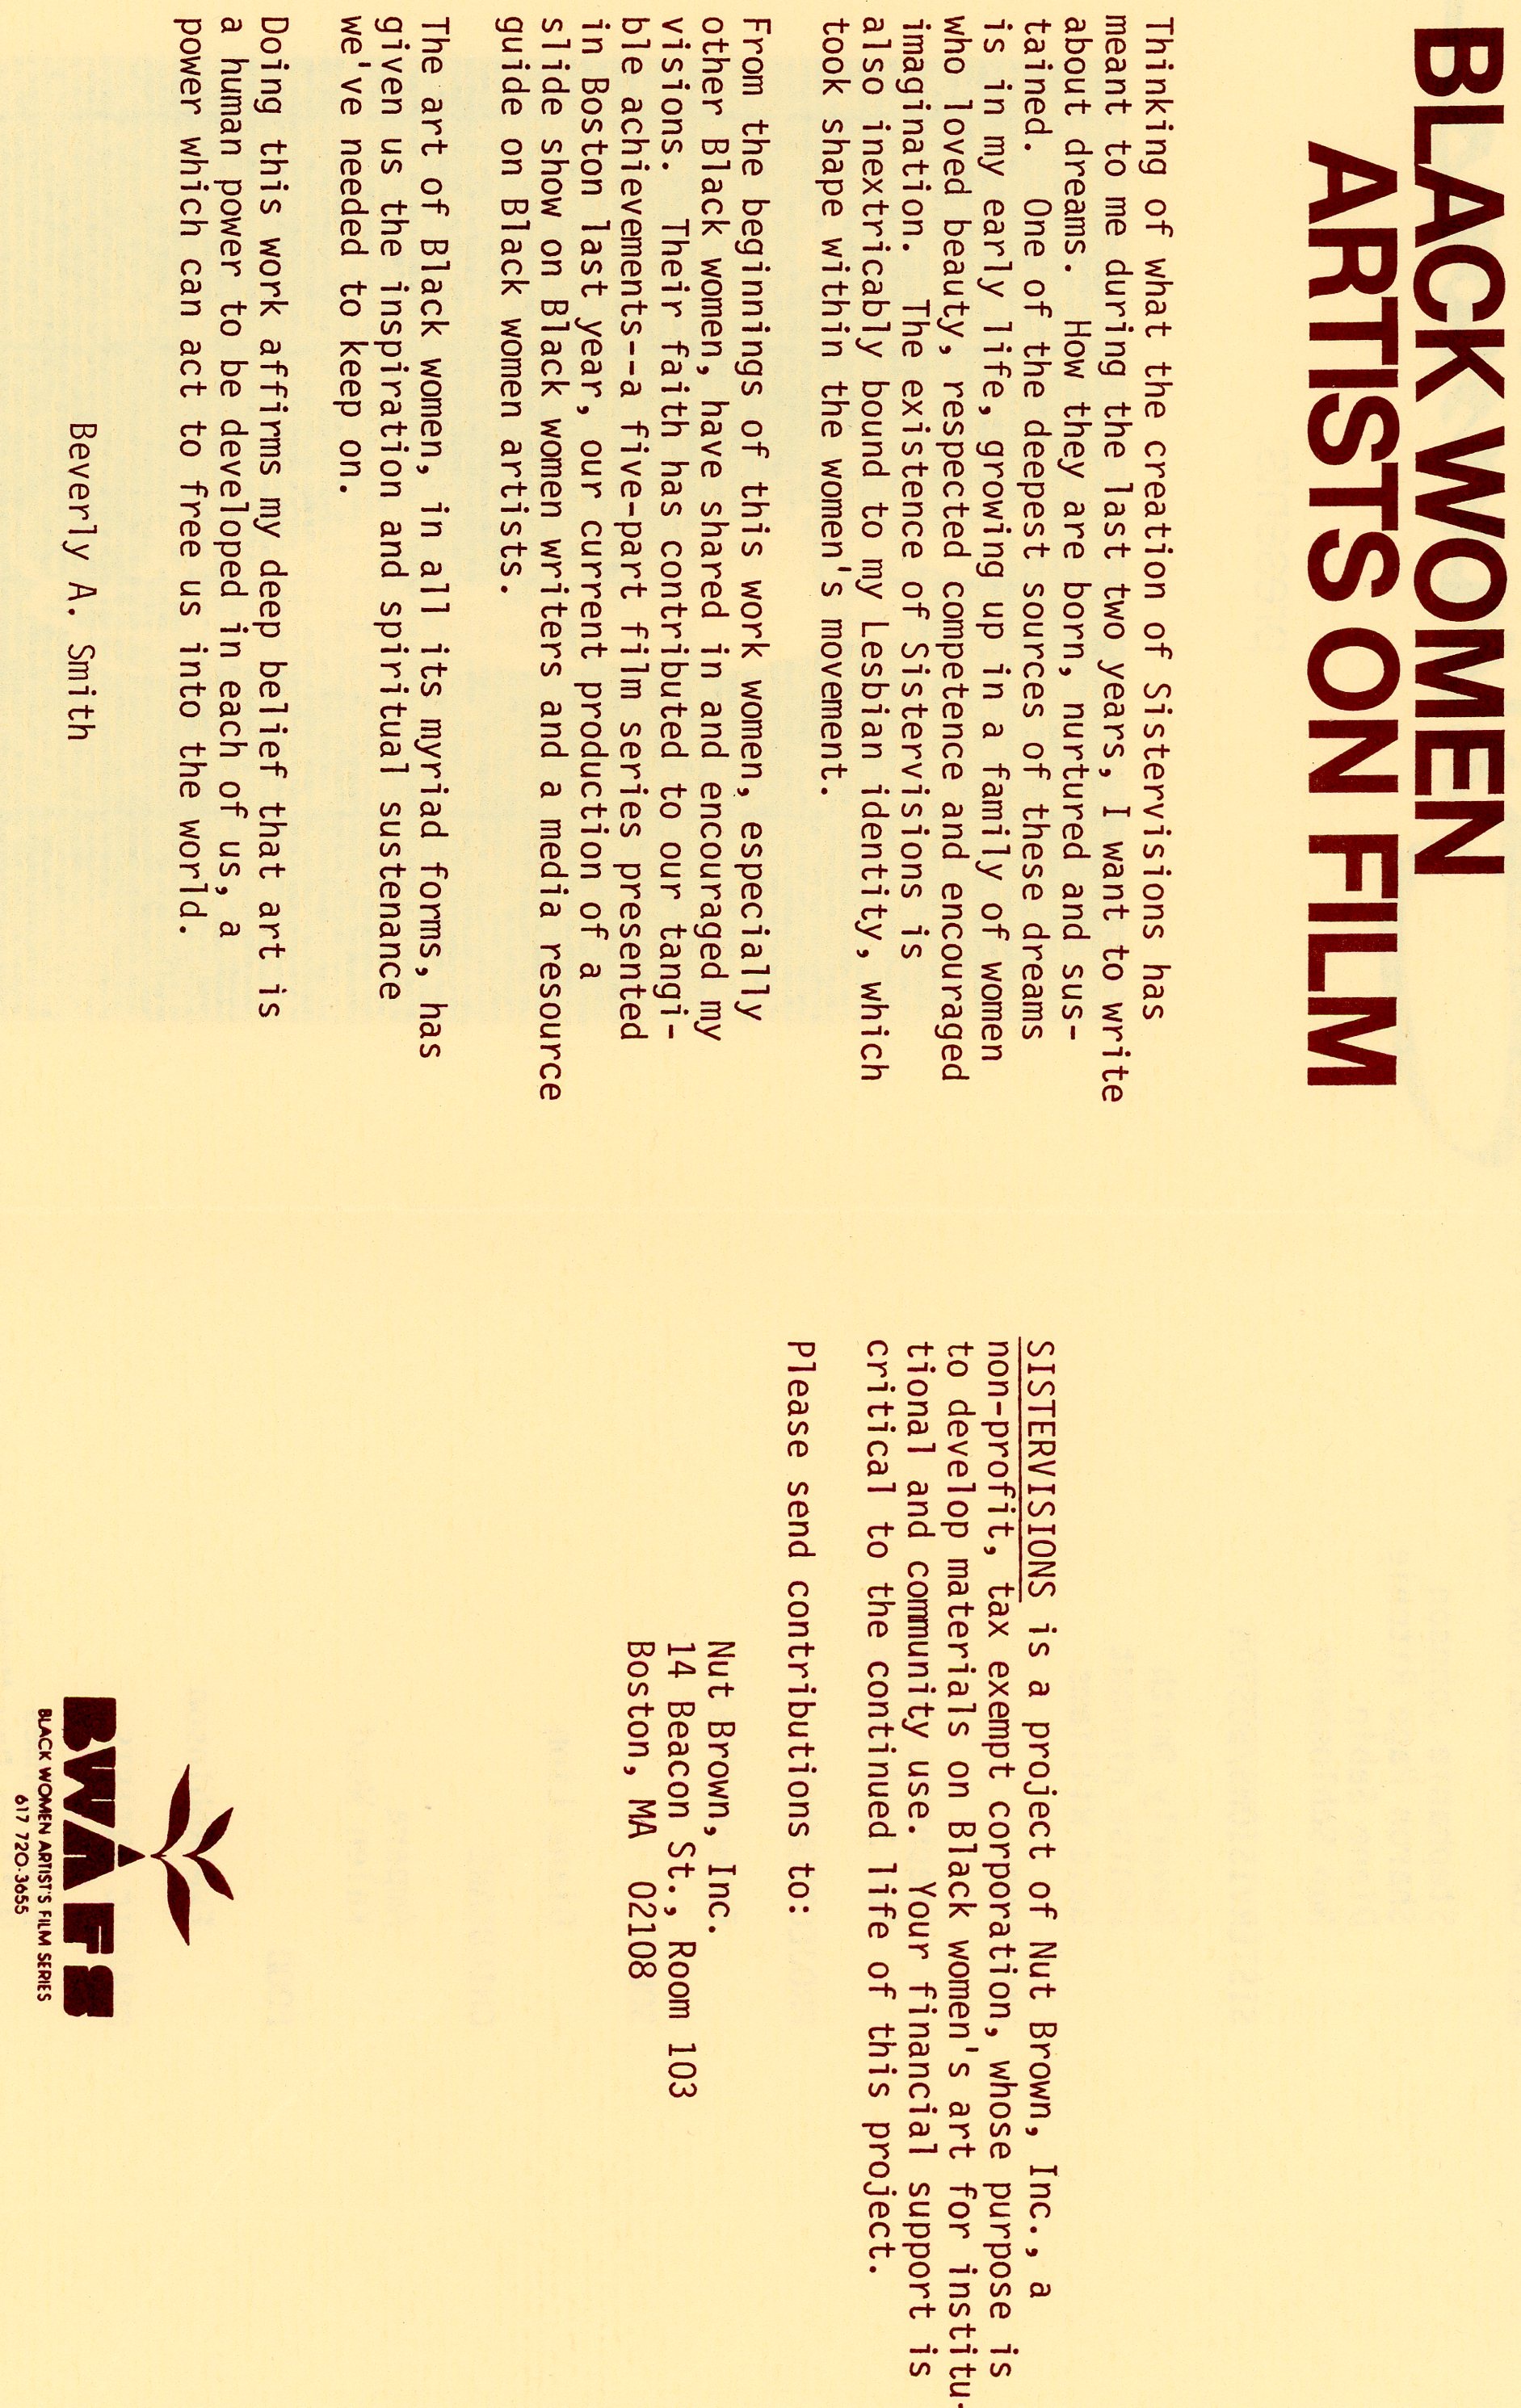 BLACK WOMEN
ARTISTS ON FILM
Thinking of what the creation of Sistervisions has
meant to me during the last two years, I want to write
about dreams.  How they are born, nurtured and sus-
tained.  One of the deepest sources of these dreams
is in my early life, growing up in a family of women
who loved beauty, respected competence and encouraged
imagination.  The existence of Sistervisions is
also inextricably bound to my Lesbian identity, which
took shape within the women's movement.
From the beginnings of this work women, especially
other Black women, have shared in and encouraged my
visions.  Their faith has contributed to our tangi-
ble achievements--a five-part film series presented
in Boston last year, our current production of a
slide show on Black women writers and a media resource
guide on Black women artists.
The art of Black women, in all its myriad forms, has
given us the inspiration and spiritual sustenance
we've needed to keep on.
Doing this work affirms my deep belief that art is
a human power to be developed in each of us, a
power which can act to free us into the world.
Beverly A. Smith
SISTERVISIONS is a project of Nut Brown, Inc., a
non-profit, tax exempt corporation, whose purpose is
to develop materials on Black women's art for institu-
tional and community use.  Your financial support is
critical to the continued life of this project.
Please send contributions to:
Nut Brown, Inc.
14 Beacon St., Room 103
Boston, MA  02108
BWAFS
BLACK WOMEN ARTIST'S FILM SERIES
617 720-3655